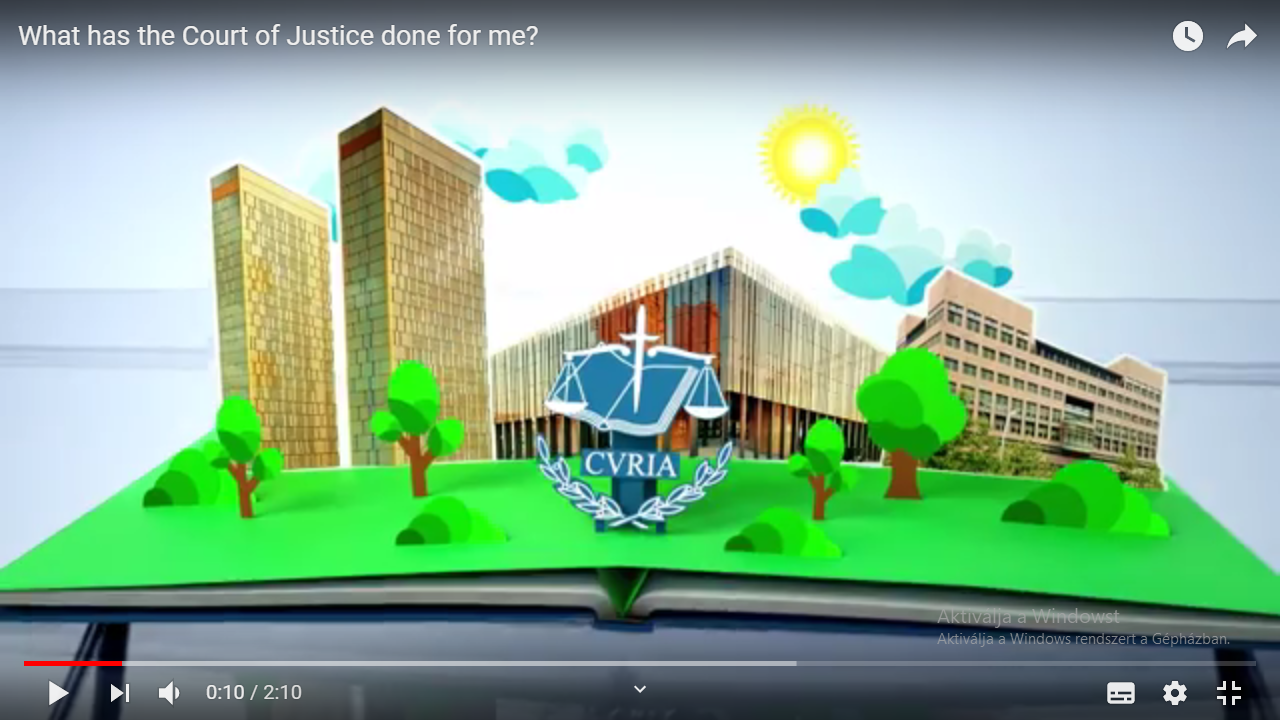 What has the Court of Justice done for me?
CVRIA
Aktiválja a Windowst
Aktiválja a Windows rendszert a Gépházban.
0:10 / 2:10